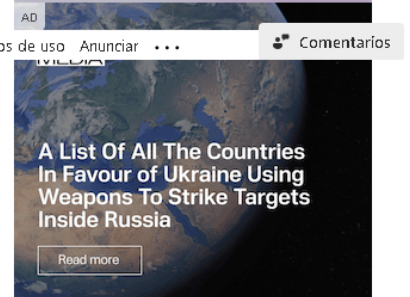 AD
os de uso Anunciar •••
Comentarios
MEDIA
A List Of All The Countries
In Favour of Ukraine Using
Weapons To Strike Targets
Inside Russia
Read more